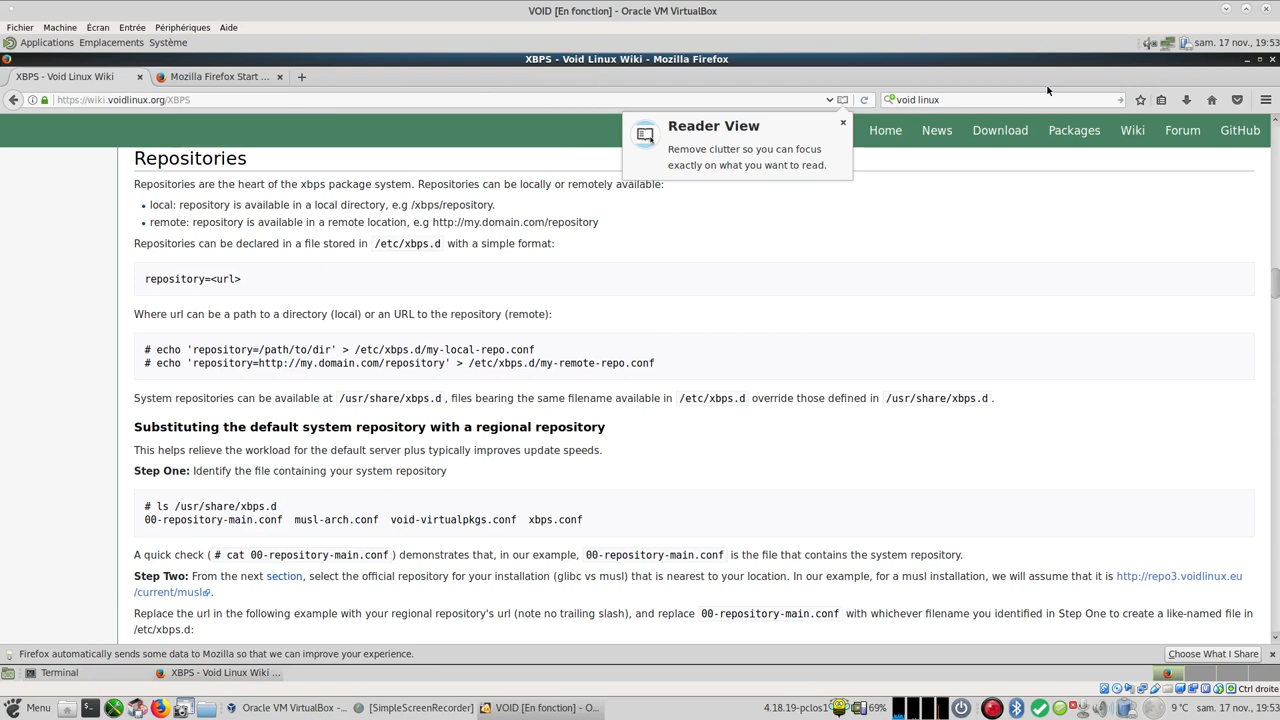 VOID [En fonction] - Oracle VM VirtualBox
Fichier Machine Écran Entrée Périphériques Aide
Applications Emplacements Système sam. 17 nov., 19:53
XBPS - Void Linux Wiki - Mozilla Firefox
XBPS - Void Linux Wiki × Mozilla Firefox Start ... × +
https://wiki.voidlinux.org/XBPS void linux
Home News Download Packages Wiki Forum GitHub
Reader View
Remove clutter so you can focus
exactly on what you want to read.
Repositories
Repositories are the heart of the xbps package system. Repositories can be locally or remotely available:
• local: repository is available in a local directory, e.g /xbps/repository.
• remote: repository is available in a remote location, e.g http://my.domain.com/repository
Repositories can be declared in a file stored in /etc/xbps.d with a simple format:
repository=<url>
Where url can be a path to a directory (local) or an URL to the repository (remote):
# echo 'repository=/path/to/dir' > /etc/xbps.d/my-local-repo.conf
# echo 'repository=http://my.domain.com/repository' > /etc/xbps.d/my-remote-repo.conf
System repositories can be available at /usr/share/xbps.d, files bearing the same filename available in /etc/xbps.d override those defined in /usr/share/xbps.d.
Substituting the default system repository with a regional repository
This helps relieve the workload for the default server plus typically improves update speeds.
Step One: Identify the file containing your system repository
# ls /usr/share/xbps.d
00-repository-main.conf musl-arch.conf void-virtualpkgs.conf xbps.conf
A quick check (# cat 00-repository-main.conf) demonstrates that, in our example, 00-repository-main.conf is the file that contains the system repository.
Step Two: From the next section, select the official repository for your installation (glibc vs musl) that is nearest to your location. In our example, for a musl installation, we will assume that it is http://repo3.voidlinux.eu
/current/musl.
Replace the url in the following example with your regional repository's url (note no trailing slash), and replace 00-repository-main.conf with whichever filename you identified in Step One to create a like-named file in
/etc/xbps.d:
Firefox automatically sends some data to Mozilla so that we can improve your experience. Choose What I Share ×
Terminal XBPS - Void Linux Wiki ...
Ctrl droite
Menu Oracle VM VirtualBox - ... [SimpleScreenRecorder] VOID [En fonction] - O... 4.18.19-pclos1 69% 9 °C sam. 17 nov., 19:53